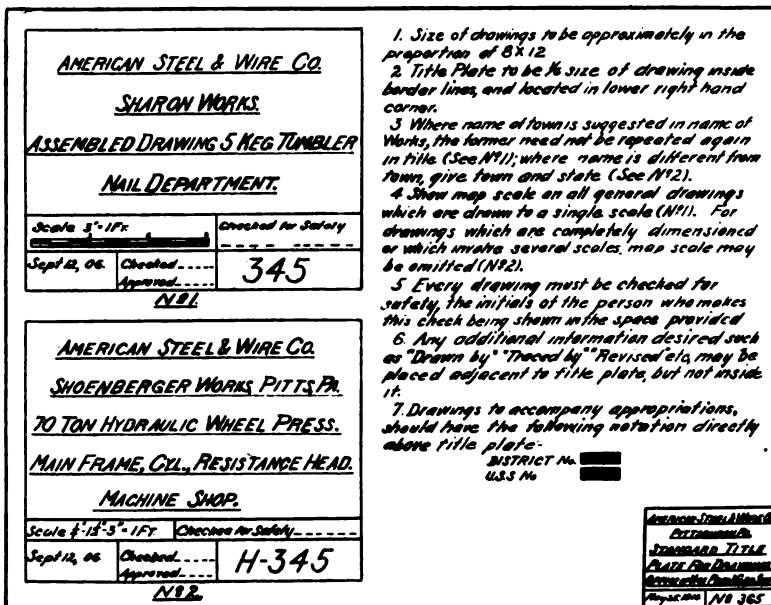 AMERICAN STEEL & WIRE CO.
SHARON WORKS.
ASSEMBLED DRAWING 5 KEG TUMBLER
NAIL DEPARTMENT.
Scale 3"=1FT
Checked for Safety
Sept 12, 06.
Checked
Approved
345
Nº1.
AMERICAN STEEL & WIRE CO.
SHOENBERGER WORKS, PITTS, PA.
70 TON HYDRAULIC WHEEL PRESS.
MAIN FRAME, CYL., RESISTANCE HEAD.
MACHINE SHOP.
Scale -3"=1FT
Checked for Safety
Sept 12, 06
Checked
Approved
H-345
Nº2.
1. Size of drawings to be approximately in the
proportion of 8X12
2 Title Plate to be size of drawing inside
border lines, and located in lower right hand
corner.
3 Where name of town is suggested in name of
Works, the former need not be repeated again
in title (See Nº1); where name is different from
town, give town and state (See Nº2).
4 Show map scale on all general drawings
which are drawn to a single scale (Nº1). For
drawings which are completely dimensioned
or which involve several scales, map scale may
be omitted (Nº2).
5 Every drawing must be checked for
safety, the initials of the person who makes
this check being shown in the space provided
6. Any additional information desired such
as "Drawn by" "Traced by" "Revised" etc, may be
placed adjacent to title plate, but not inside
it.
7. Drawings to accompany appropriations,
should have the following notation directly
above title plate-
DISTRICT No.
U.S.S No
AMERICAN STEEL & WIRE CO
PITTSBURGH PA.
STANDARD TITLE
PLATE FOR DRAWINGS
Nº 365